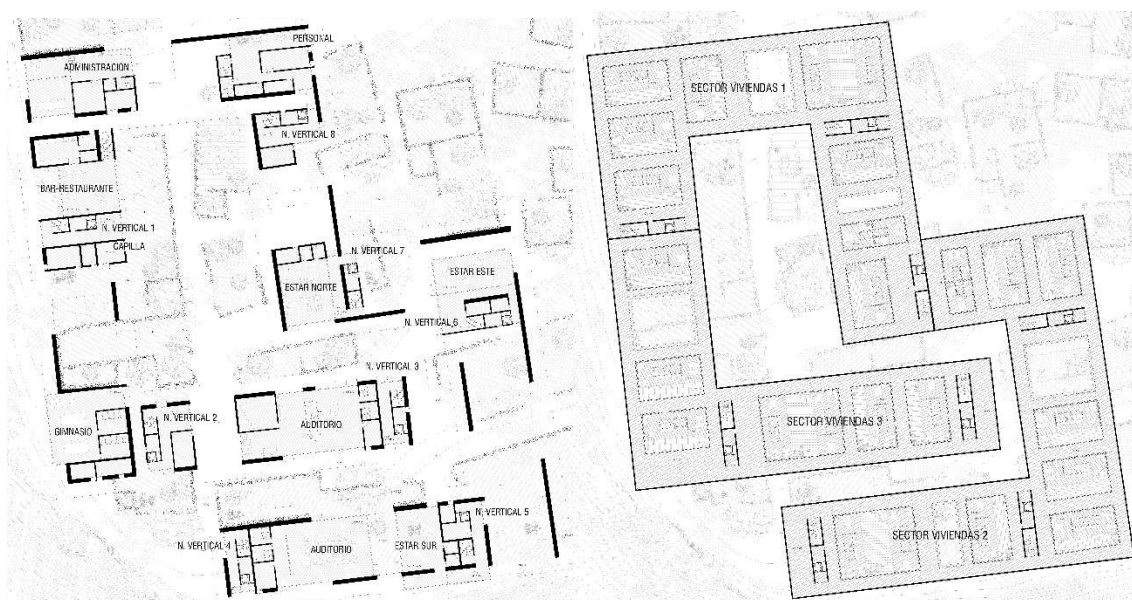 PERSONAL
ADMINISTRACION
N. VERTICAL 8
BAR-RESTAURANTE
N. VERTICAL 1
CAPILLA
N. VERTICAL 7
ESTAR ESTE
ESTAR NORTE
N. VERTICAL 6
N. VERTICAL 3
N. VERTICAL 2
GIMNASIO
AUDITORIO
N. VERTICAL 5
N. VERTICAL 4
AUDITORIO
ESTAR SUR
SECTOR VIVIENDAS 1
SECTOR VIVIENDAS 3
SECTOR VIVIENDAS 2